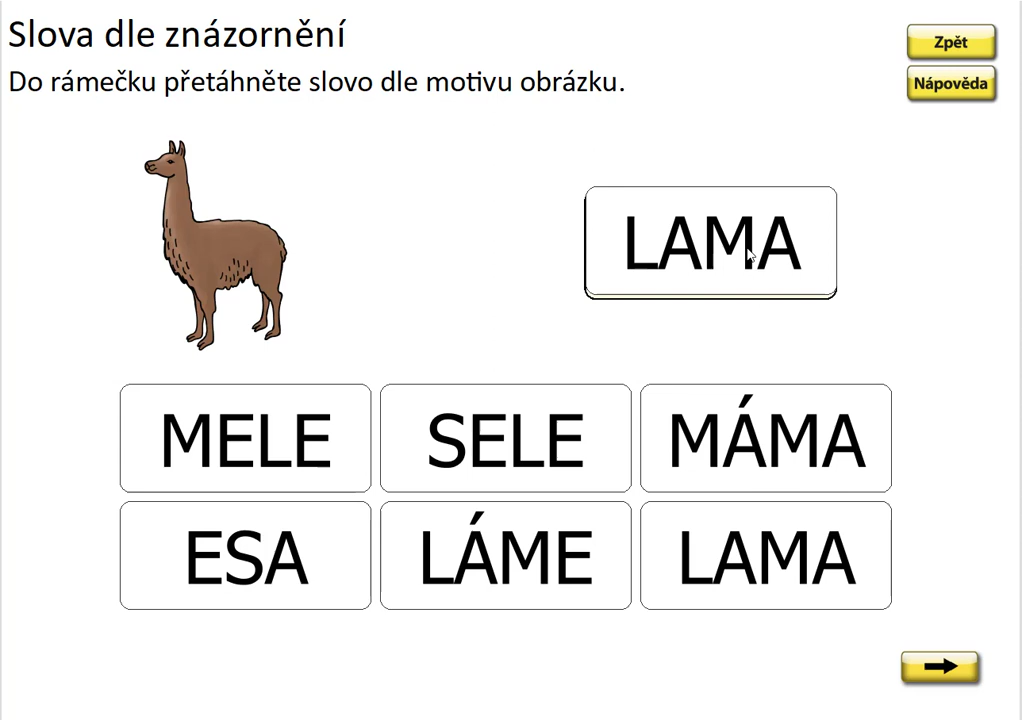 Slova dle znázornění
Zpět
Do rámečku přetáhněte slovo dle motivu obrázku.
Nápověda
LAMA
MELE SELE MÁMA
ESA LÁME LAMA